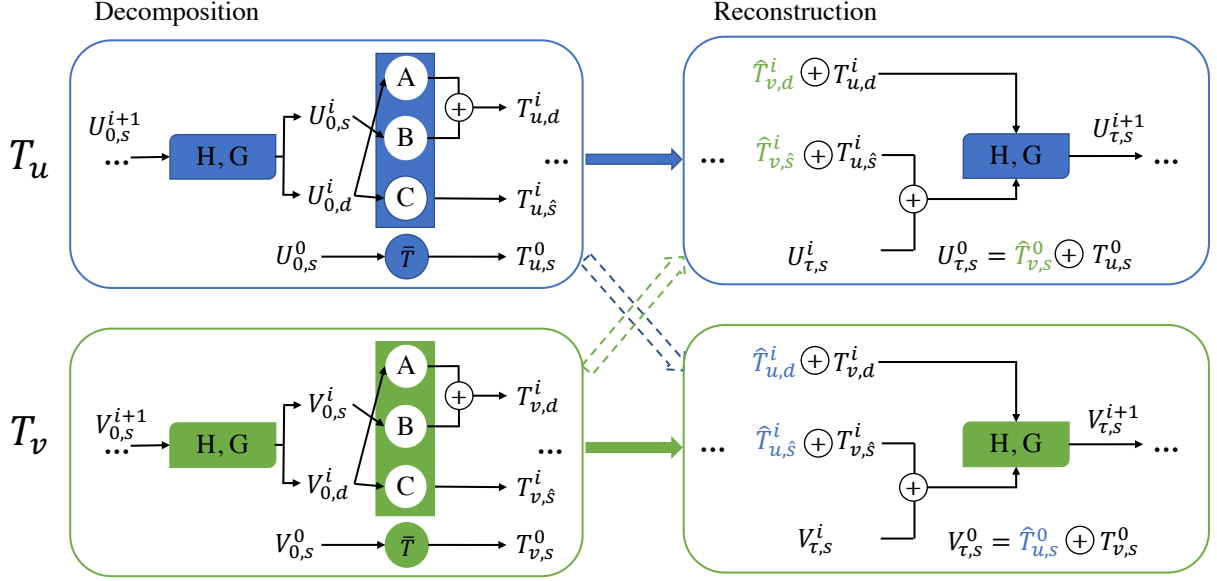 Decomposition
Reconstruction
T_u
U_{0,s}^{i+1}
...
H, G
U_{0,s}^{i}
U_{0,d}^{i}
A
B
C
+
T_{u,d}^{i}
...
T_{u,ŝ}^{i}
U_{0,s}^{0}
T̄
T_{u,s}^{0}
...
T̂_{v,d}^{i} ⊕ T_{u,d}^{i}
T̂_{v,ŝ}^{i} ⊕ T_{u,ŝ}^{i}
+
H, G
U_{τ,s}^{i+1}
...
U_{τ,s}^{i}
U_{τ,s}^{0} = T̂_{v,s}^{0} ⊕ T_{u,s}^{0}
T_v
V_{0,s}^{i+1}
...
H, G
V_{0,s}^{i}
V_{0,d}^{i}
A
B
C
+
T_{v,d}^{i}
...
T_{v,ŝ}^{i}
V_{0,s}^{0}
T̄
T_{v,s}^{0}
...
T̂_{u,d}^{i} ⊕ T_{v,d}^{i}
T̂_{u,ŝ}^{i} ⊕ T_{v,ŝ}^{i}
+
H, G
V_{τ,s}^{i+1}
...
V_{τ,s}^{i}
V_{τ,s}^{0} = T̂_{u,s}^{0} ⊕ T_{v,s}^{0}